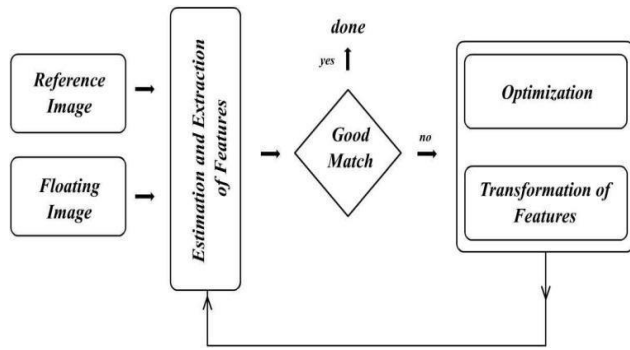 Reference
Image
Floating
Image
Estimation and Extraction
of Features
done
yes
Good
Match
no
Optimization
Transformation of
Features